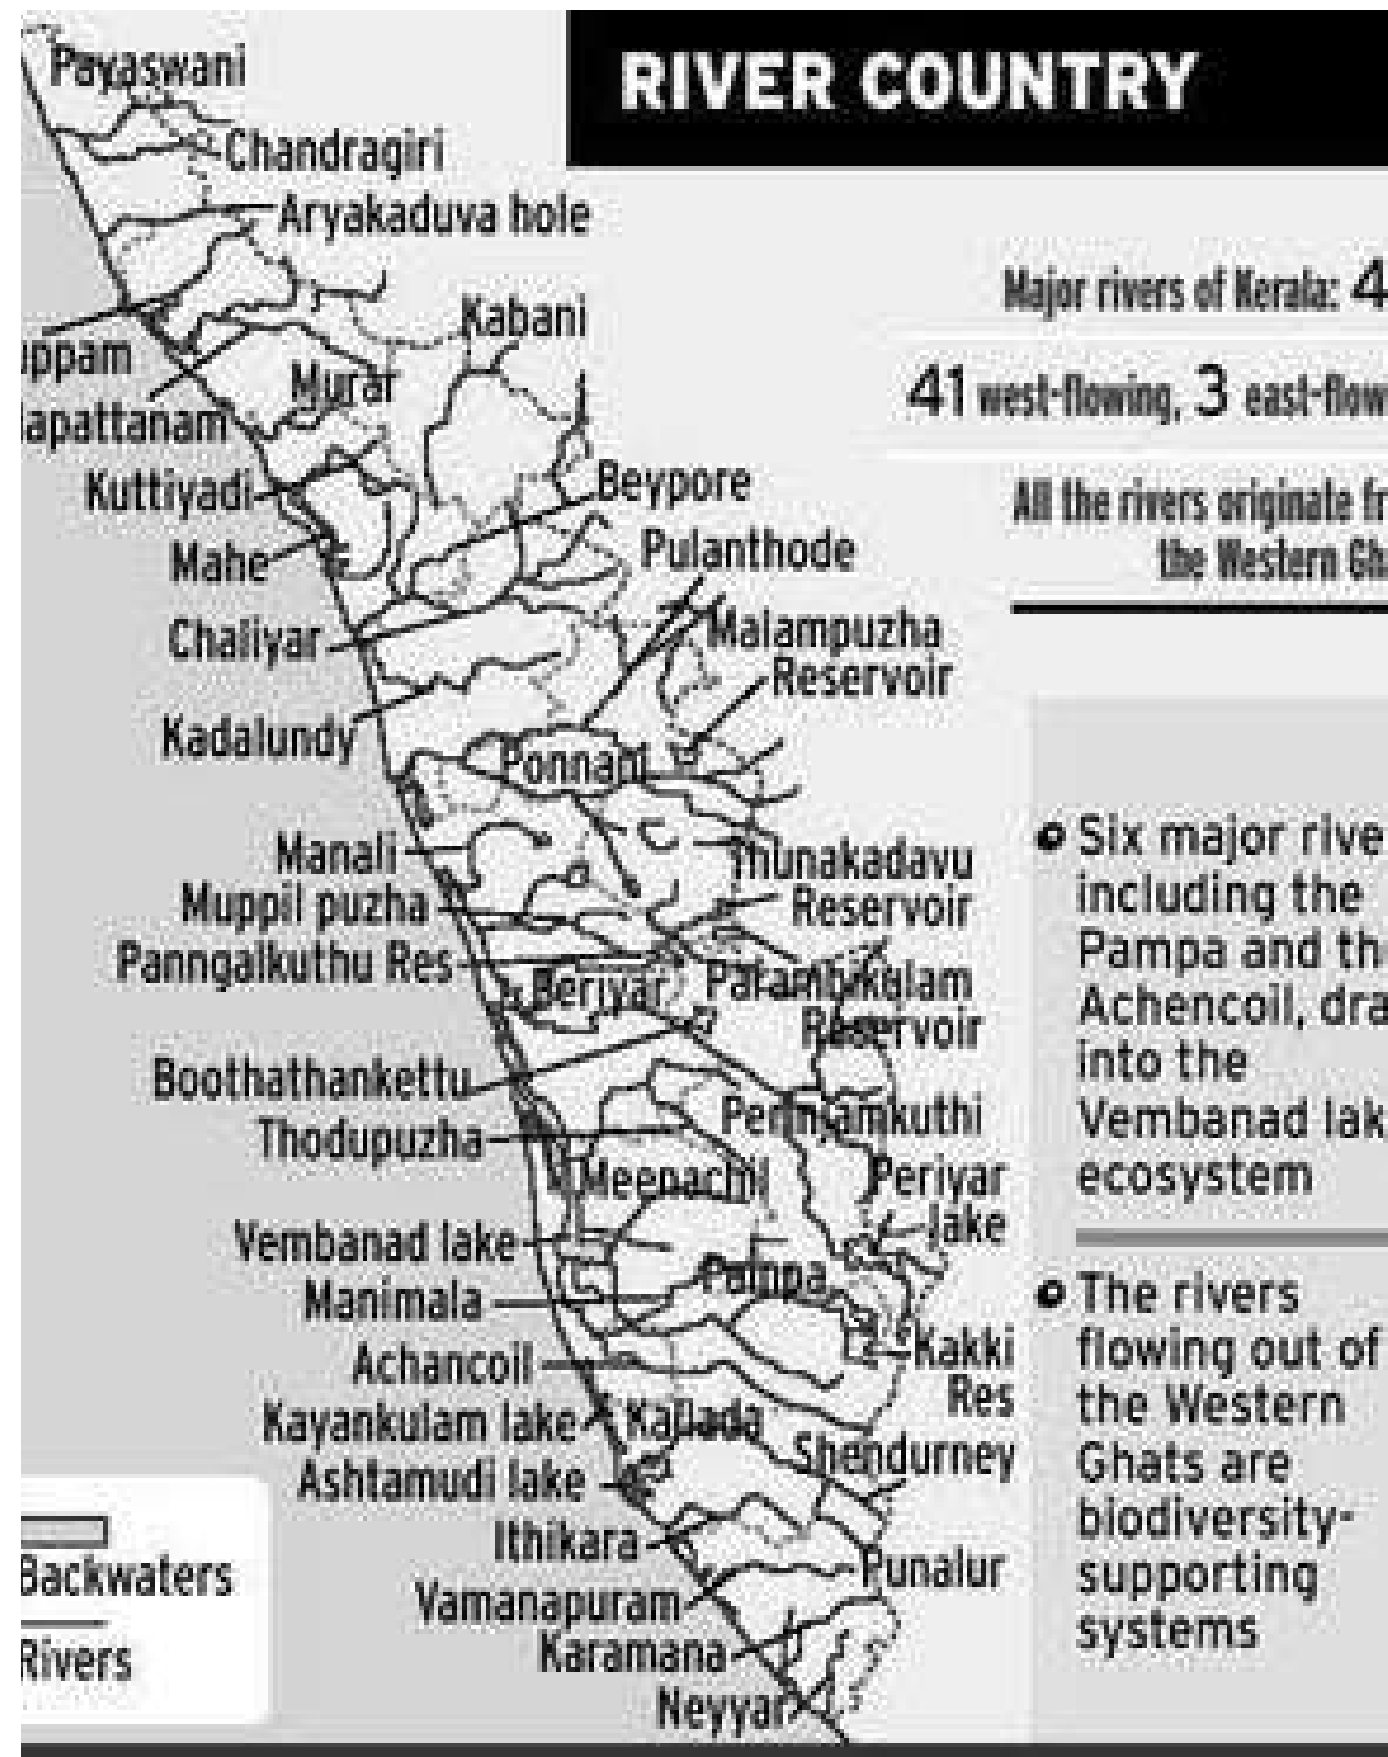 RIVER COUNTRY
Payaswani
Chandragiri
Aryakaduva hole
Major rivers of Kerala: 4
Kabani
uppam
Murar
41 west-flowing, 3 east-flow
apattanam
Kuttiyadi
Beypore
All the rivers originate fr
the Western Gh
Mahe
Pulanthode
Chaliyar
Malampuzha
Reservoir
Kadalundy
Ponnani
Manali
Thunakadavu
Reservoir
Muppil puzha
Panngalkuthu Res
Beriyar
Parambikulam
Reservoir
Boothathankettu
Perinjamkuthi
Thodupuzha
Meenachil
Periyar
lake
Vembanad lake
Pampa
Manimala
Achancoil
Kakki
Res
Kayankulam lake
Kallada
Shendurney
Ashtamudi lake
Ithikara
Punalur
Vamanapuram
Karamana
Neyyar
Backwaters
Rivers
Six major rive
including the
Pampa and th
Achencoil, dra
into the
Vembanad lak
ecosystem
The rivers
flowing out of
the Western
Ghats are
biodiversity-
supporting
systems